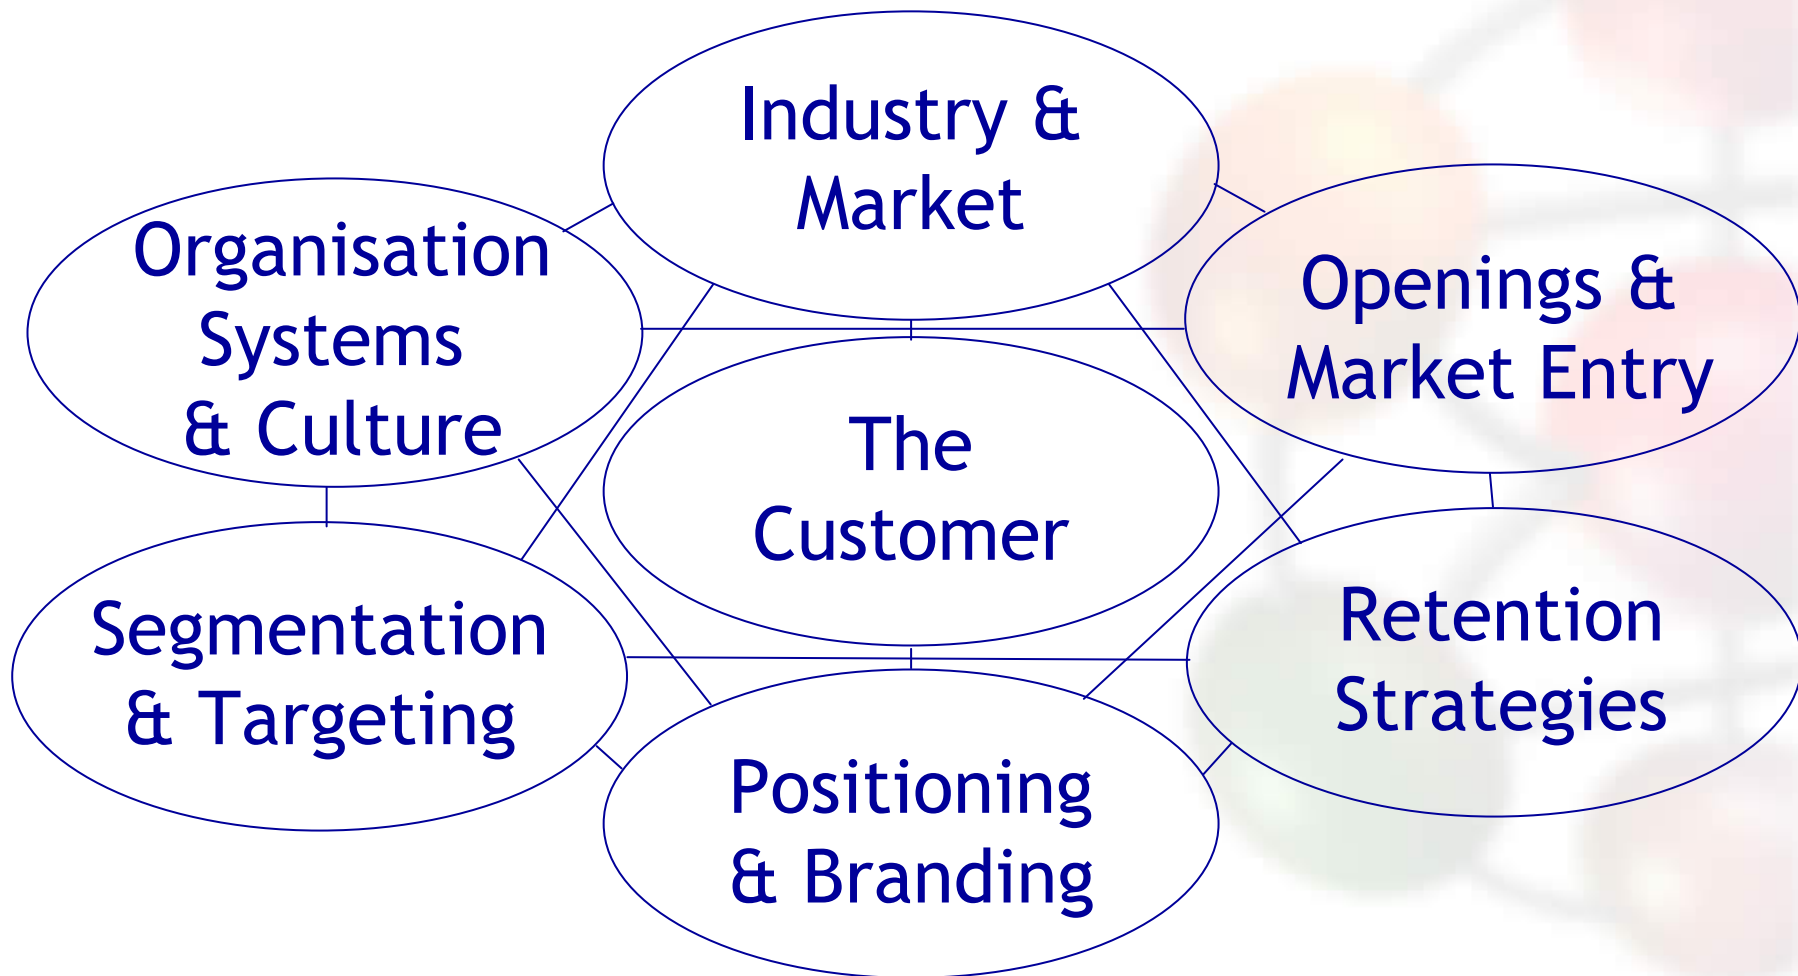 Industry &
Market
Organisation
Systems
& Culture
Openings &
Market Entry
The
Customer
Segmentation
& Targeting
Retention
Strategies
Positioning
& Branding